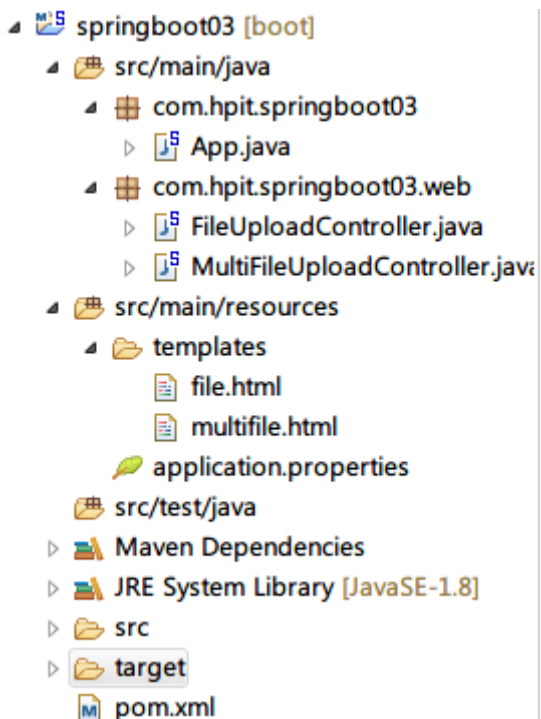 springboot03 [boot]
src/main/java
com.hpit.springboot03
App.java
com.hpit.springboot03.web
FileUploadController.java
MultiFileUploadController.java
src/main/resources
templates
file.html
multifile.html
application.properties
src/test/java
Maven Dependencies
JRE System Library [JavaSE-1.8]
src
target
pom.xml